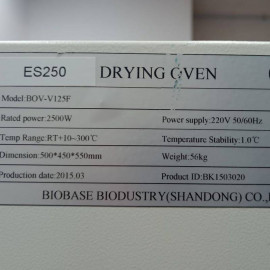 ES250 DRYING OVEN
Model:BOV-V125F
Rated power:2500W Power supply:220V 50/60Hz
Temp Range:RT+10~300℃ Temperature Stability:1.0℃
Dimension:500*450*550mm Weight:56kg
Production date:2015.03 Product ID:BK1503020
BIOBASE BIODUSTRY(SHANDONG) CO.,